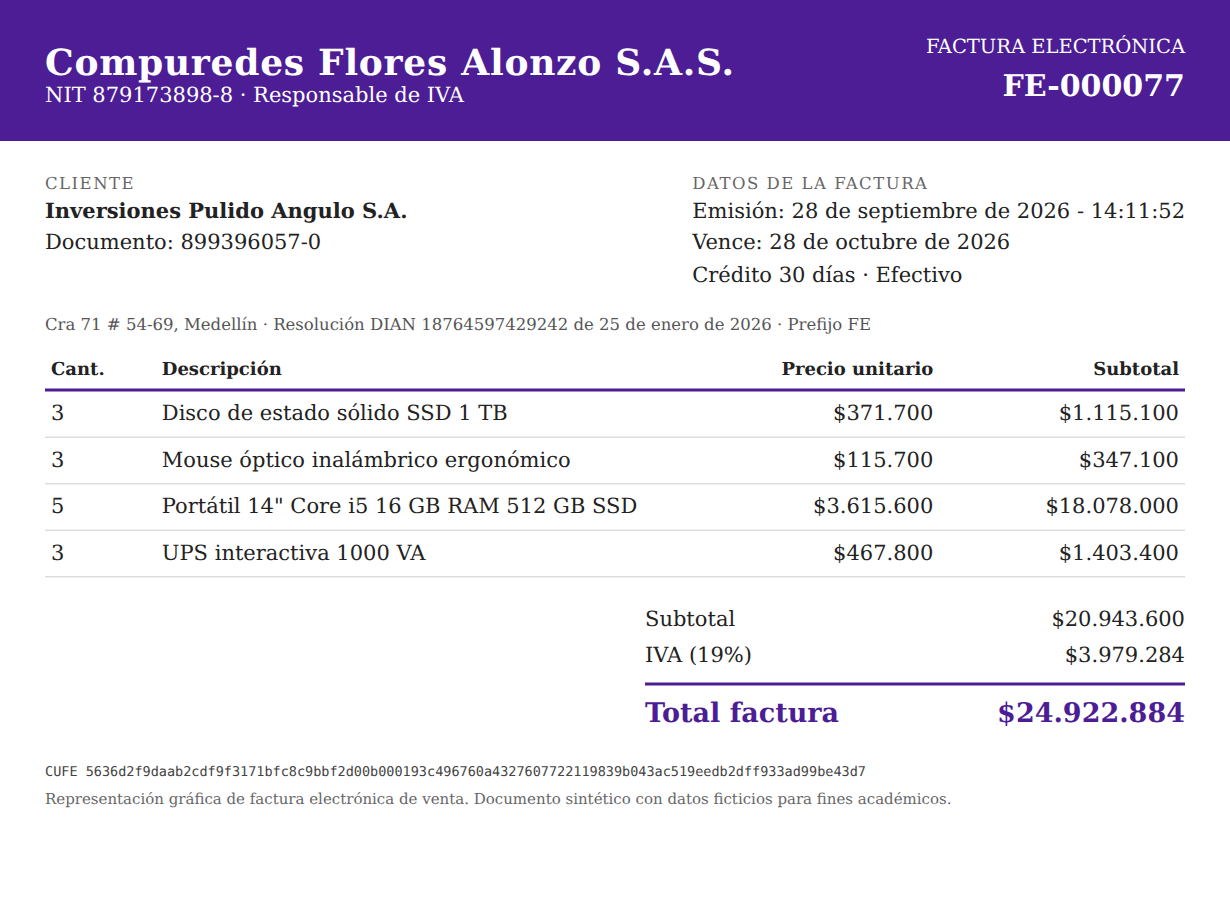 Compuredes Flores Alonzo S.A.S.
NIT 879173898-8 · Responsable de IVA
FACTURA ELECTRÓNICA
FE-000077
CLIENTE
Inversiones Pulido Angulo S.A.
Documento: 899396057-0
DATOS DE LA FACTURA
Emisión: 28 de septiembre de 2026 - 14:11:52
Vence: 28 de octubre de 2026
Crédito 30 días · Efectivo
Cra 71 # 54-69, Medellín · Resolución DIAN 18764597429242 de 25 de enero de 2026 · Prefijo FE
Cant. Descripción Precio unitario Subtotal
3 Disco de estado sólido SSD 1 TB $371.700 $1.115.100
3 Mouse óptico inalámbrico ergonómico $115.700 $347.100
5 Portátil 14" Core i5 16 GB RAM 512 GB SSD $3.615.600 $18.078.000
3 UPS interactiva 1000 VA $467.800 $1.403.400
Subtotal $20.943.600
IVA (19%) $3.979.284
Total factura $24.922.884
CUFE 5636d2f9daab2cdf9f3171bfc8c9bbf2d00b000193c496760a4327607722119839b043ac519eedb2dff933ad99be43d7
Representación gráfica de factura electrónica de venta. Documento sintético con datos ficticios para fines académicos.